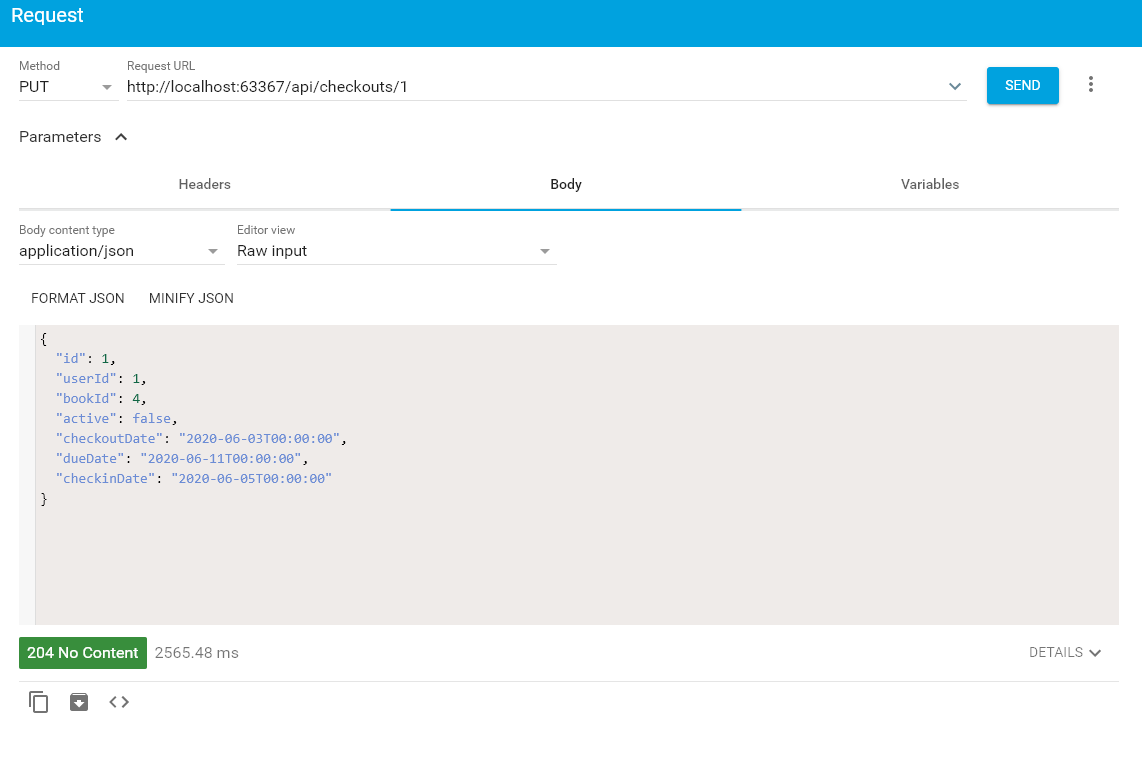 Request
Method
Request URL
PUT
http://localhost:63367/api/checkouts/1
SEND
Parameters
Headers
Body
Variables
Body content type
Editor view
application/json
Raw input
FORMAT JSON
MINIFY JSON
{
"id": 1,
"userId": 1,
"bookId": 4,
"active": false,
"checkoutDate": "2020-06-03T00:00:00",
"dueDate": "2020-06-11T00:00:00",
"checkinDate": "2020-06-05T00:00:00"
}
204 No Content
2565.48 ms
DETAILS